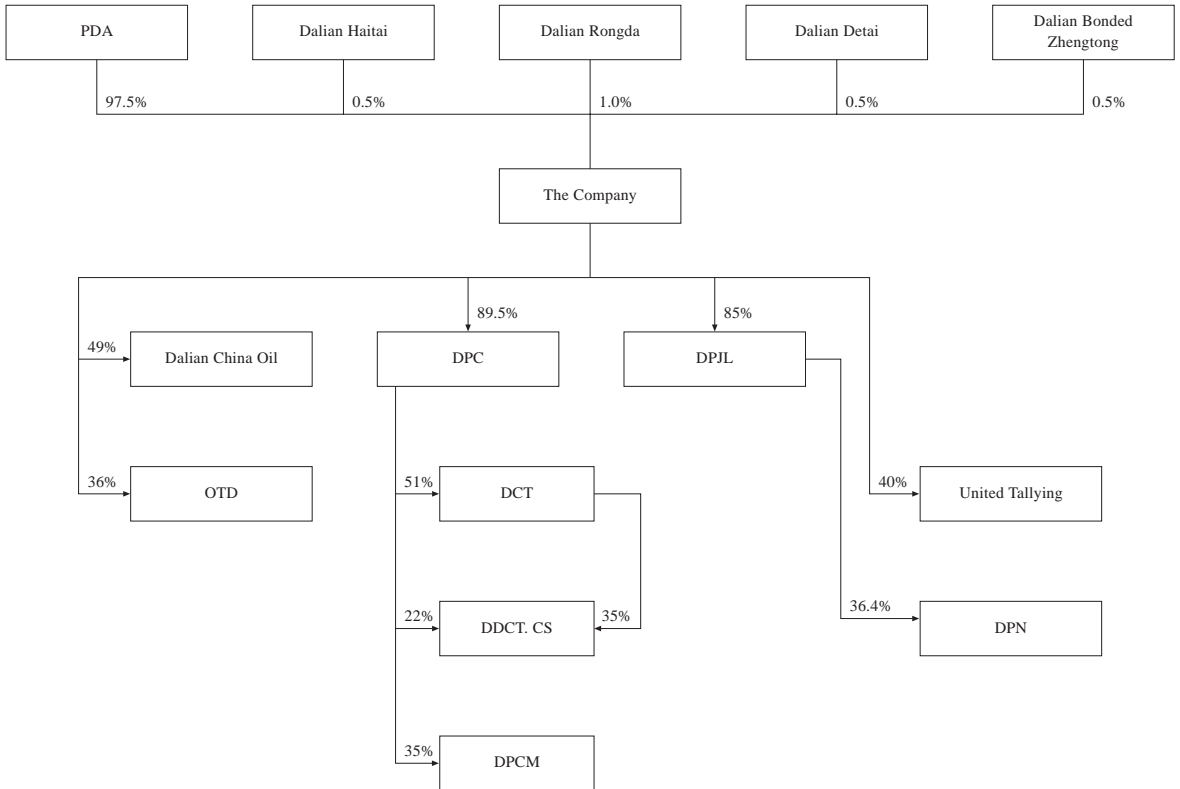 PDA
Dalian Haitai
Dalian Rongda
Dalian Detai
Dalian Bonded
Zhengtong
97.5%
0.5%
1.0%
0.5%
0.5%
The Company
89.5%
85%
49%
Dalian China Oil
DPC
DPJL
36%
OTD
51%
DCT
40%
United Tallying
22%
DDCT. CS
35%
36.4%
DPN
35%
DPCM